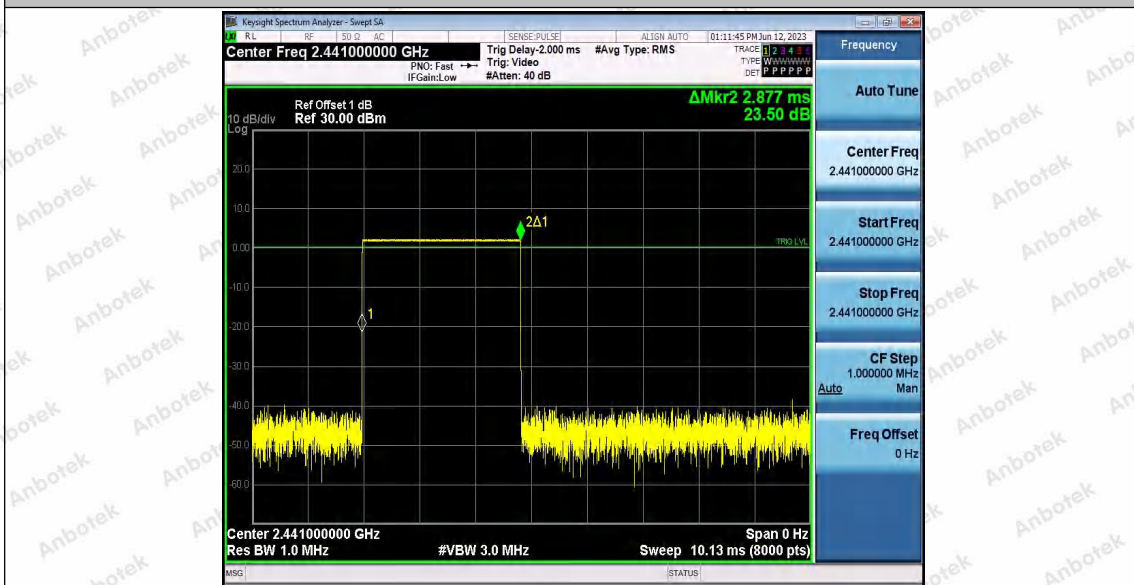 Keysight Spectrum Analyzer - Swept SA
RL RF 50 Ω AC SENSE:PULSE ALIGN AUTO 01:11:45 PM Jun 12, 2023
Center Freq 2.441000000 GHz
PNO: Fast
IFGain:Low
Trig Delay-2.000 ms
Trig: Video
#Atten: 40 dB
#Avg Type: RMS
TRACE 1 2 3 4 5 6
TYPE WWWWWW
DET P P P P P P
ΔMkr2 2.877 ms
23.50 dB
Ref Offset 1 dB
10 dB/div Ref 30.00 dBm
Log
20.0
10.0
0.00
-10.0
-20.0
-30.0
-40.0
-50.0
-60.0
2Δ1
TRIG LVL
1
Center 2.441000000 GHz Span 0 Hz
Res BW 1.0 MHz #VBW 3.0 MHz Sweep 10.13 ms (8000 pts)
MSG STATUS
Frequency
Auto Tune
Center Freq
2.441000000 GHz
Start Freq
2.441000000 GHz
Stop Freq
2.441000000 GHz
CF Step
1.000000 MHz
Auto Man
Freq Offset
0 Hz
Anbotek